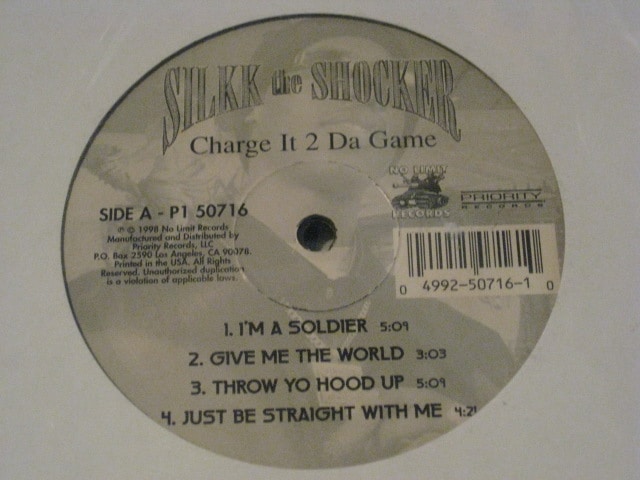 SILKK the SHOCKER
Charge It 2 Da Game
NO LIMIT
RECORDS
PRIORITY
RECORDS
SIDE A - P1 50716
℗ © 1998 No Limit Records
Manufactured and Distributed by
Priority Records, LLC
P.O. Box 2590 Los Angeles, CA 90378.
Printed in the USA. All Rights
Reserved. Unauthorized duplication
is a violation of applicable laws.
0 4992-50716-1 0
1. I'M A SOLDIER 5:09
2. GIVE ME THE WORLD 3:03
3. THROW YO HOOD UP 5:09
4. JUST BE STRAIGHT WITH ME 4:21